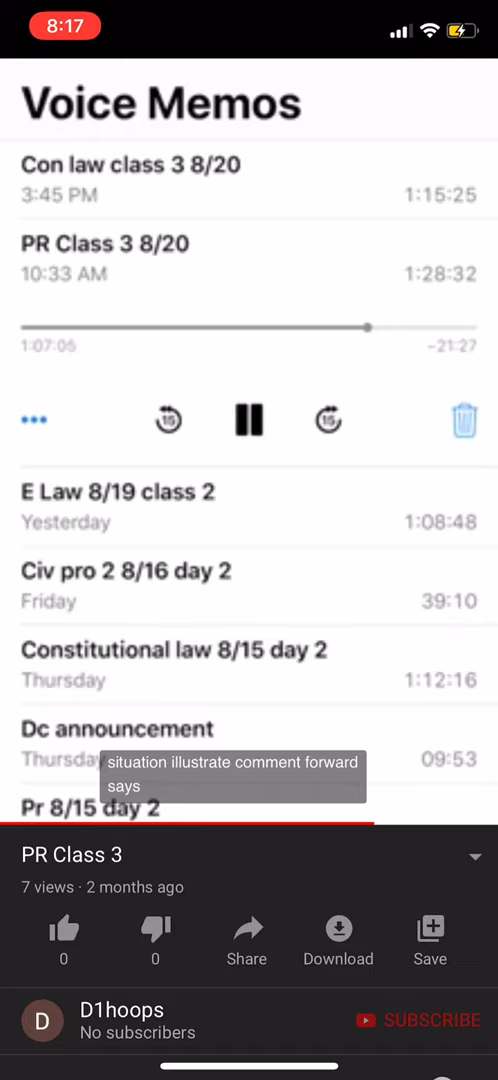 8:17
Voice Memos
Con law class 3 8/20
3:45 PM 1:15:25
PR Class 3 8/20
10:33 AM 1:28:32
1:07:05 -21:27
15 15
E Law 8/19 class 2
Yesterday 1:08:48
Civ pro 2 8/16 day 2
Friday 39:10
Constitutional law 8/15 day 2
Thursday 1:12:16
Dc announcement
Thursday 09:53
situation illustrate comment forward
says
Pr 8/15 day 2
PR Class 3
7 views · 2 months ago
0 0 Share Download Save
D D1hoops
No subscribers
SUBSCRIBE